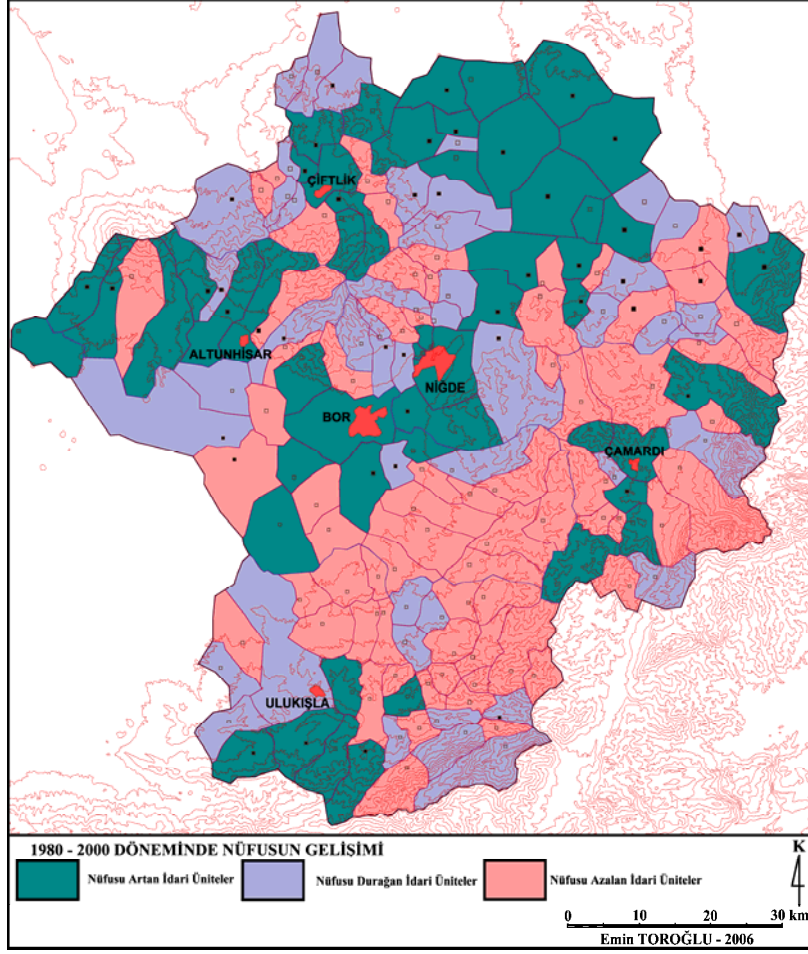 ÇİFTLİK
ALTUNHİSAR
NİĞDE
BOR
ÇAMARDI
ULUKIŞLA
1980 - 2000 DÖNEMİNDE NÜFUSUN GELİŞİMİ
K
Nüfusu Artan İdari Üniteler
Nüfusu Durağan İdari Üniteler
Nüfusu Azalan İdari Üniteler
0 10 20 30 km
Emin TOROĞLU - 2006